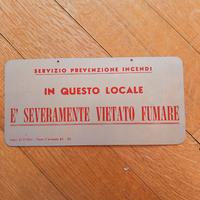 SERVIZIO PREVENZIONE INCENDI
IN QUESTO LOCALE
E' SEVERAMENTE VIETATO FUMARE